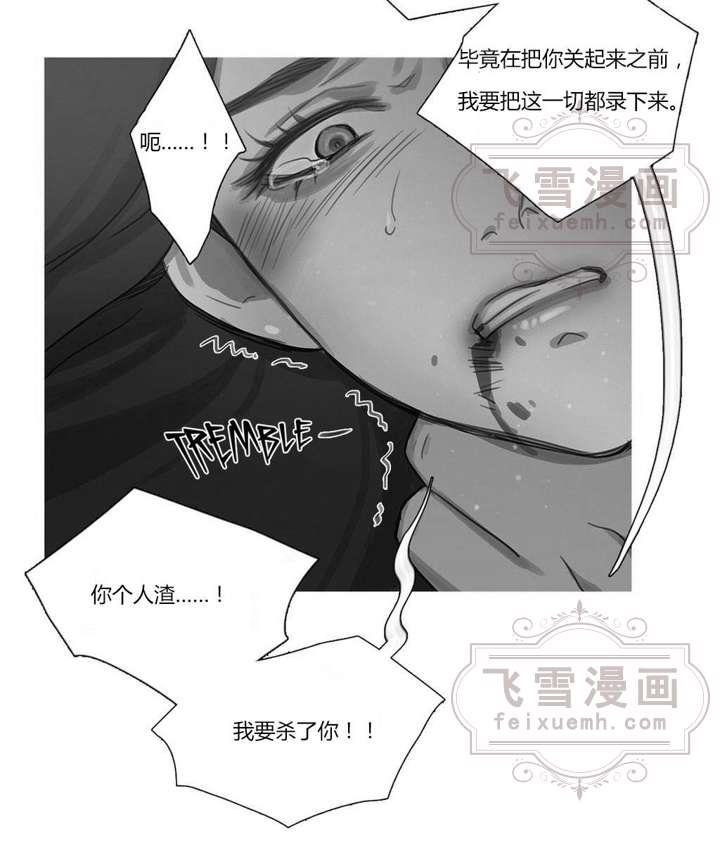 毕竟在把你关起来之前，
我要把这一切都录下来。
呃……！！
飞雪漫画
feixuemh.com
TREMBLE
你个人渣……！
我要杀了你！！
飞雪漫画
feixuemh.com